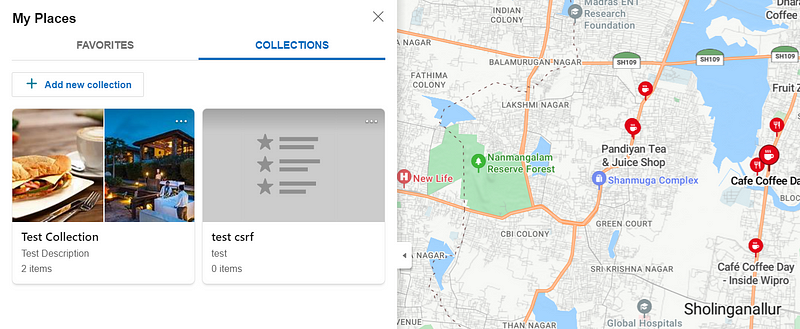 My Places
FAVORITES
COLLECTIONS
Add new collection
Test Collection
Test Description
2 items
test csrf
test
0 items
INDIAN
COLONY
Madras ENT
Research
Foundation
Dhara
Coffee
A NAGAR
BALAMURUGAN NAGAR
SH109
SH109
SH109
FATHIMA
COLONY
LAKSHMI NAGAR
Fruit Z
Pandiyan Tea
& Juice Shop
Nanmangalam
Reserve Forest
New Life
Shanmuga Complex
Cafe Coffee Da
BLOC
GREEN COURT
CBI COLONY
SRI KRISHNA NAGAR
Café Coffee Day
- Inside Wipro
Sholinganallur
Global Hospitals
VENUE
THAN NAGAR